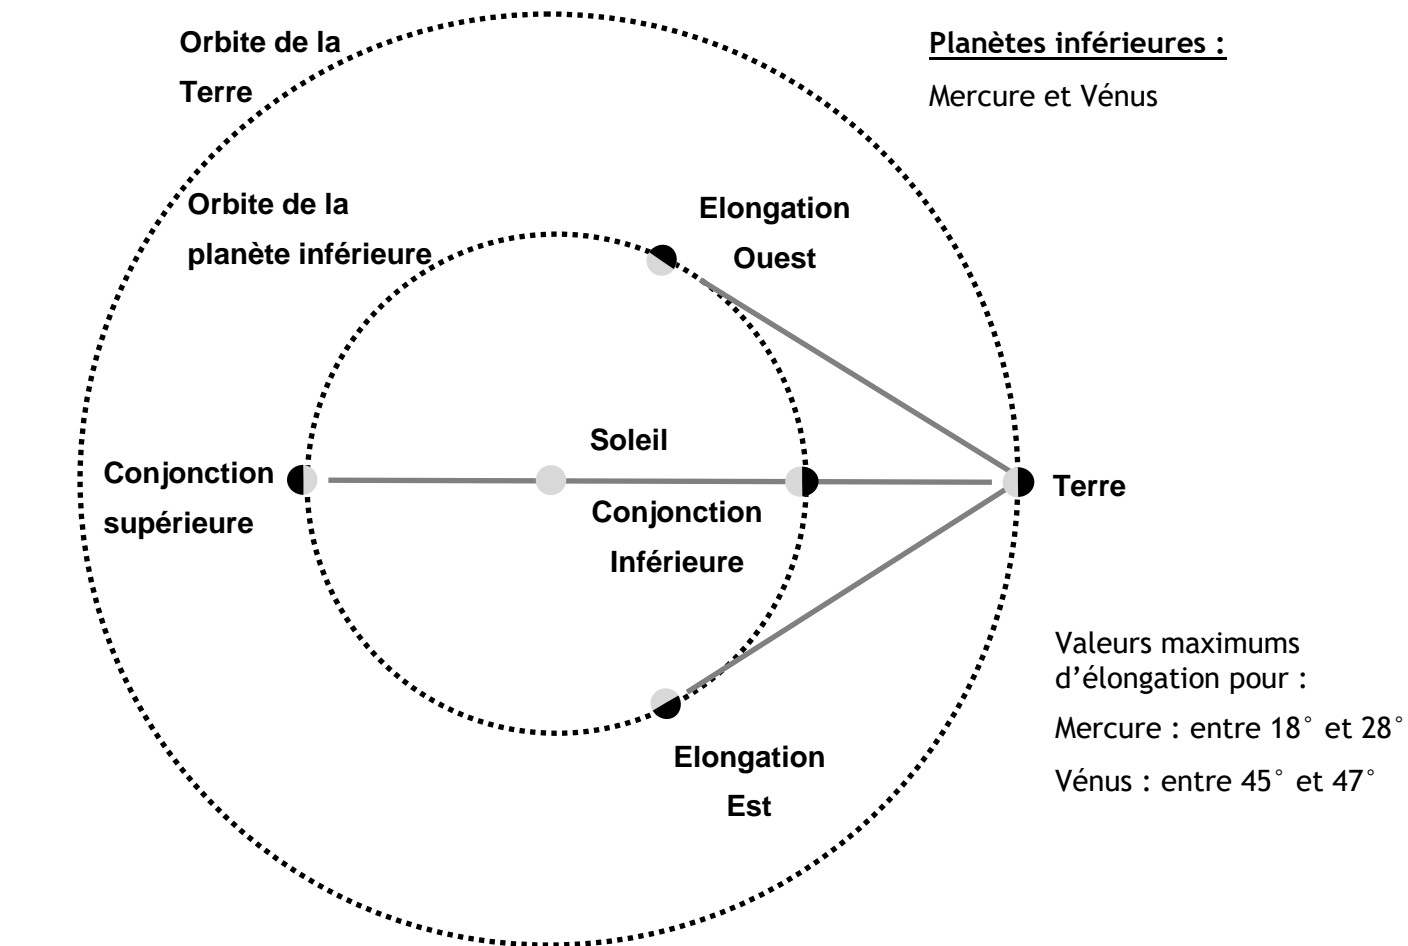 Orbite de la
Terre
Planètes inférieures :
Mercure et Vénus
Orbite de la
planète inférieure
Elongation
Ouest
Soleil
Conjonction
supérieure
Conjonction
Inférieure
Terre
Elongation
Est
Valeurs maximums
d’élongation pour :
Mercure : entre 18° et 28°
Vénus : entre 45° et 47°